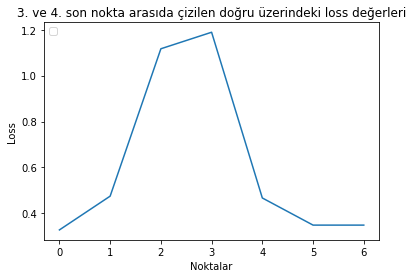 3. ve 4. son nokta arasıda çizilen doğru üzerindeki loss değerleri
1.2
1.0
0.8
0.6
0.4
Loss
0 1 2 3 4 5 6
Noktalar